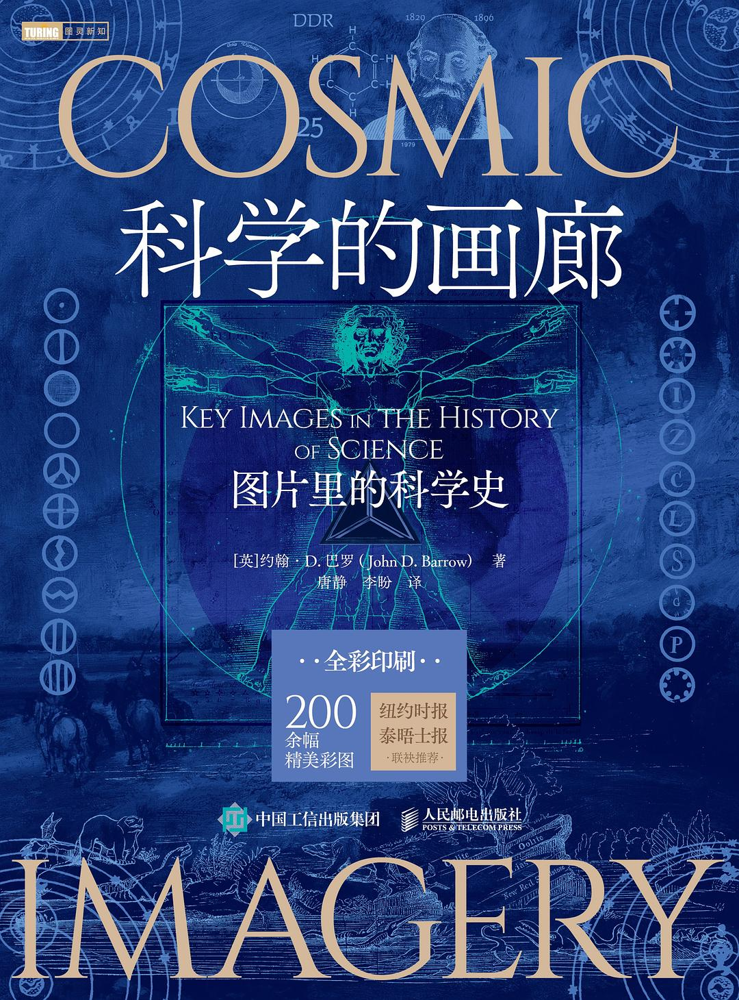 TURING 图灵新知
DDR
1829
1896
H
C
H
H
C
C
H
25
1979
COSMIC
科学的画廊
KEY IMAGES IN THE HISTORY
OF SCIENCE
图片里的科学史
[英]约翰·D. 巴罗 ( John D. Barrow) 著
唐静 李盼 译
I
Z
C
L
S
G
P
··全彩印刷··
200
余幅
精美彩图
纽约时报
泰晤士报
·联袂推荐·
中国工信出版集团
人民邮电出版社
POSTS & TELECOM PRESS
New Red
IMAGERY